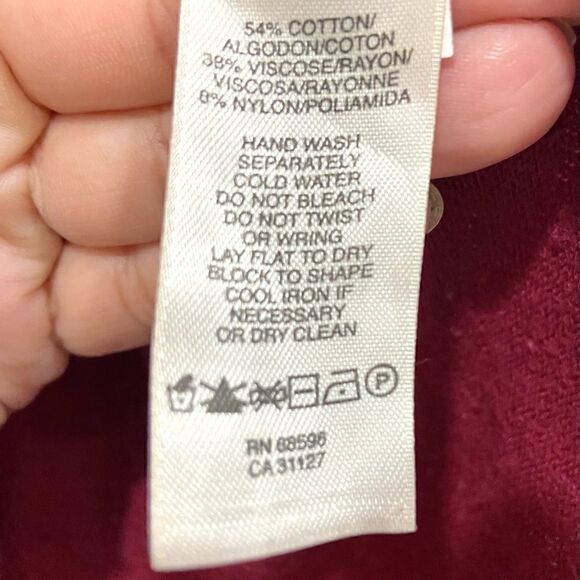 54% COTTON/
ALGODON/COTON
38% VISCOSE/RAYON/
VISCOSA/RAYONNE
8% NYLON/POLIAMIDA
HAND WASH
SEPARATELY
COLD WATER
DO NOT BLEACH
DO NOT TWIST
OR WRING
LAY FLAT TO DRY
BLOCK TO SHAPE
COOL IRON IF
NECESSARY
OR DRY CLEAN
P
RN 68596
CA 31127